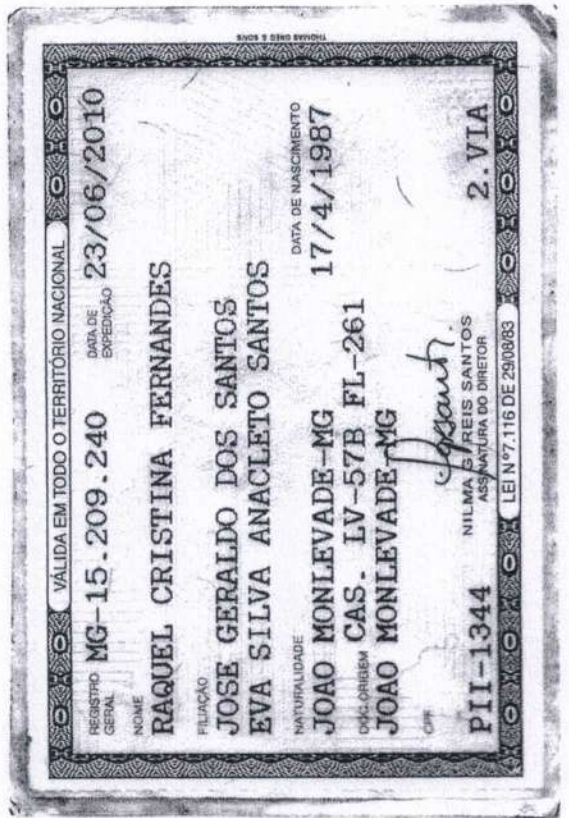 THOMAS GREG & SONS
VÁLIDA EM TODO O TERRITÓRIO NACIONAL
REGISTRO GERAL MG-15.209.240 DATA DE EXPEDIÇÃO 23/06/2010
NOME
RAQUEL CRISTINA FERNANDES
FILIAÇÃO
JOSE GERALDO DOS SANTOS
EVA SILVA ANACLETO SANTOS
NATURALIDADE DATA DE NASCIMENTO
JOAO MONLEVADE-MG 17/4/1987
DOC.ORIGEM CAS. LV-57B FL-261
JOAO MONLEVADE-MG
CPF
PII-1344 2.VIA
NILMA G. REIS SANTOS
ASSINATURA DO DIRETOR
LEI Nº 7.116 DE 29/08/83